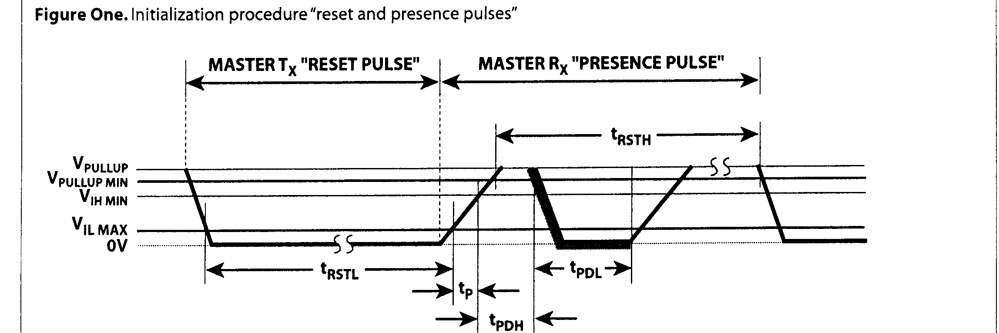 Figure One. Initialization procedure "reset and presence pulses"
MASTER TX "RESET PULSE"
MASTER RX "PRESENCE PULSE"
tRSTH
VPULLUP
VPULLUP MIN
VIH MIN
VIL MAX
0V
tRSTL
tPDL
tP
tPDH